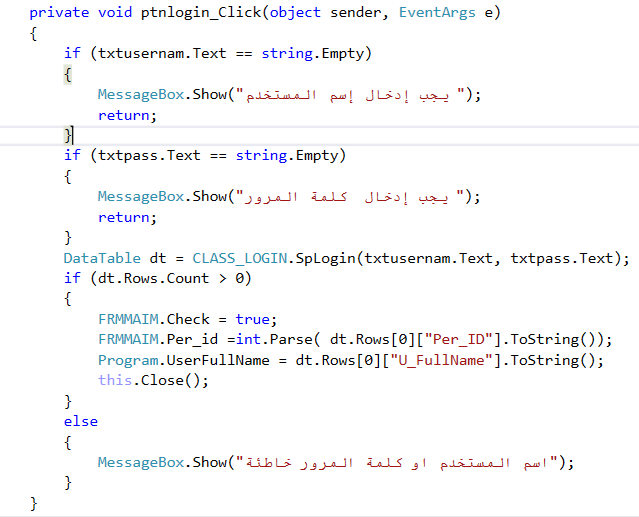 private void ptnlogin_Click(object sender, EventArgs e)
{
if (txtusernam.Text == string.Empty)
{
MessageBox.Show("يجب إدخال إسم المستخدم ");
return;
}
if (txtpass.Text == string.Empty)
{
MessageBox.Show("يجب إدخال  كلمة المرور ");
return;
}
DataTable dt = CLASS_LOGIN.SpLogin(txtusernam.Text, txtpass.Text);
if (dt.Rows.Count > 0)
{
FRMMAIM.Check = true;
FRMMAIM.Per_id =int.Parse( dt.Rows[0]["Per_ID"].ToString());
Program.UserFullName = dt.Rows[0]["U_FullName"].ToString();
this.Close();
}
else
{
MessageBox.Show("اسم المستخدم او كلمة المرور خاطئة");
}
}